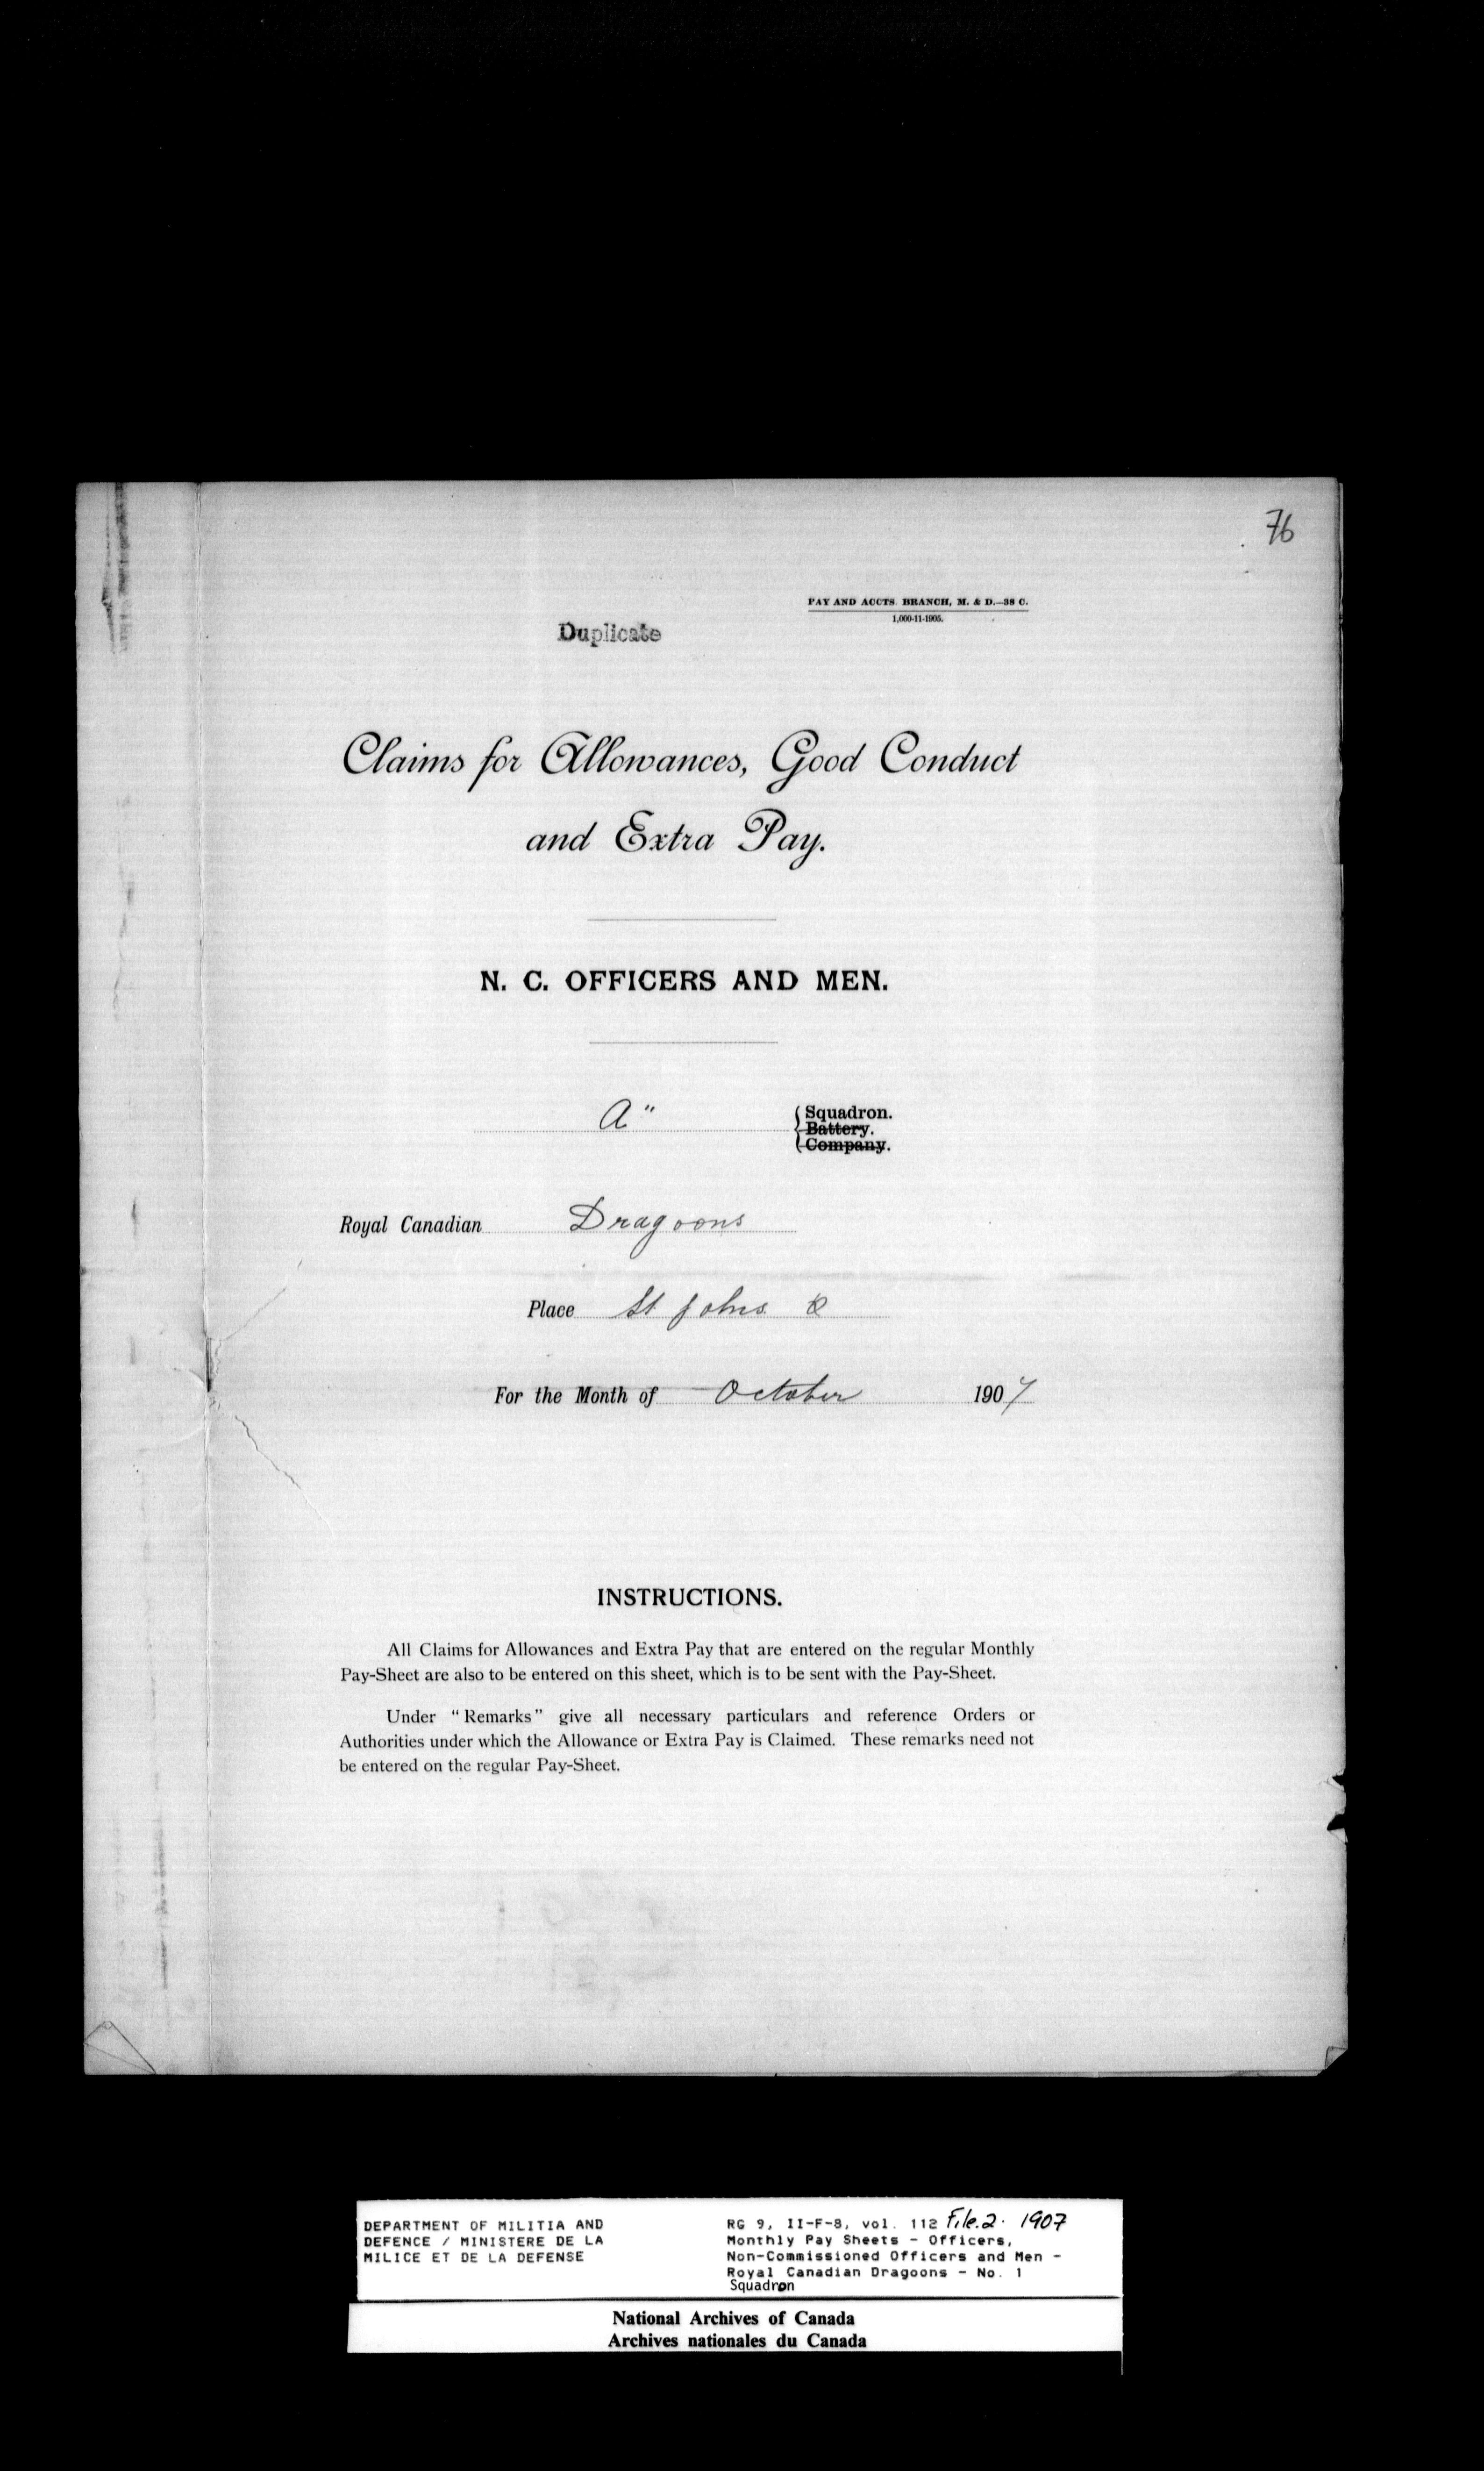 76
PAY AND ACCTS. BRANCH, M. & D.—38 C.
1,000-11-1905.
Duplicate
Claims for Allowances, Good Conduct
and Extra Pay.
N. C. OFFICERS AND MEN.
A" Squadron.
Battery.
Company.
Royal Canadian Dragoons
Place St Johns Q
For the Month of October 1907
INSTRUCTIONS.
All Claims for Allowances and Extra Pay that are entered on the regular Monthly
Pay-Sheet are also to be entered on this sheet, which is to be sent with the Pay-Sheet.
Under "Remarks" give all necessary particulars and reference Orders or
Authorities under which the Allowance or Extra Pay is Claimed. These remarks need not
be entered on the regular Pay-Sheet.
DEPARTMENT OF MILITIA AND
DEFENCE / MINISTERE DE LA
MILICE ET DE LA DEFENSE
RG 9, II-F-8, vol. 112 File.2. 1907
Monthly Pay Sheets - Officers,
Non-Commissioned Officers and Men -
Royal Canadian Dragoons - No. 1
Squadron
National Archives of Canada
Archives nationales du Canada